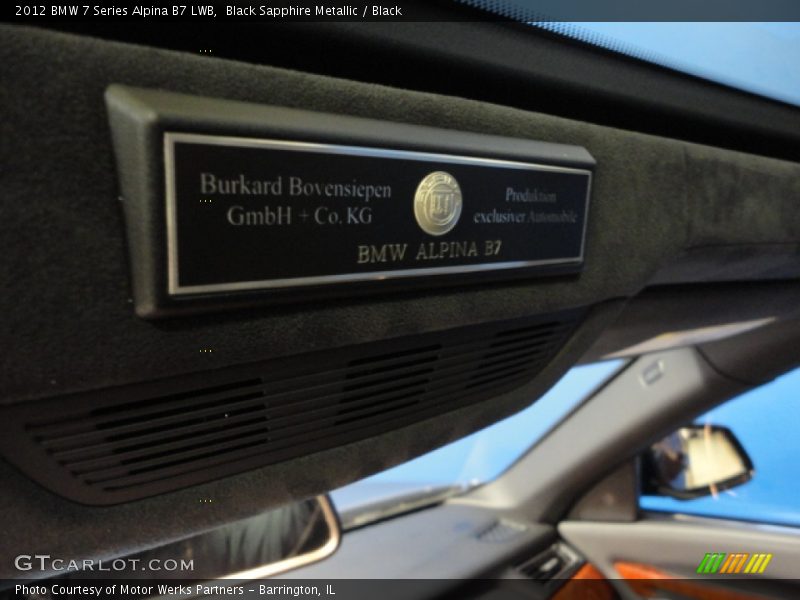 2012 BMW 7 Series Alpina B7 LWB, Black Sapphire Metallic / Black
Burkard Bovensiepen
GmbH + Co. KG
Produktion
exclusiver Automobile
BMW ALPINA B7
GTCARLOT.COM
Photo Courtesy of Motor Werks Partners - Barrington, IL